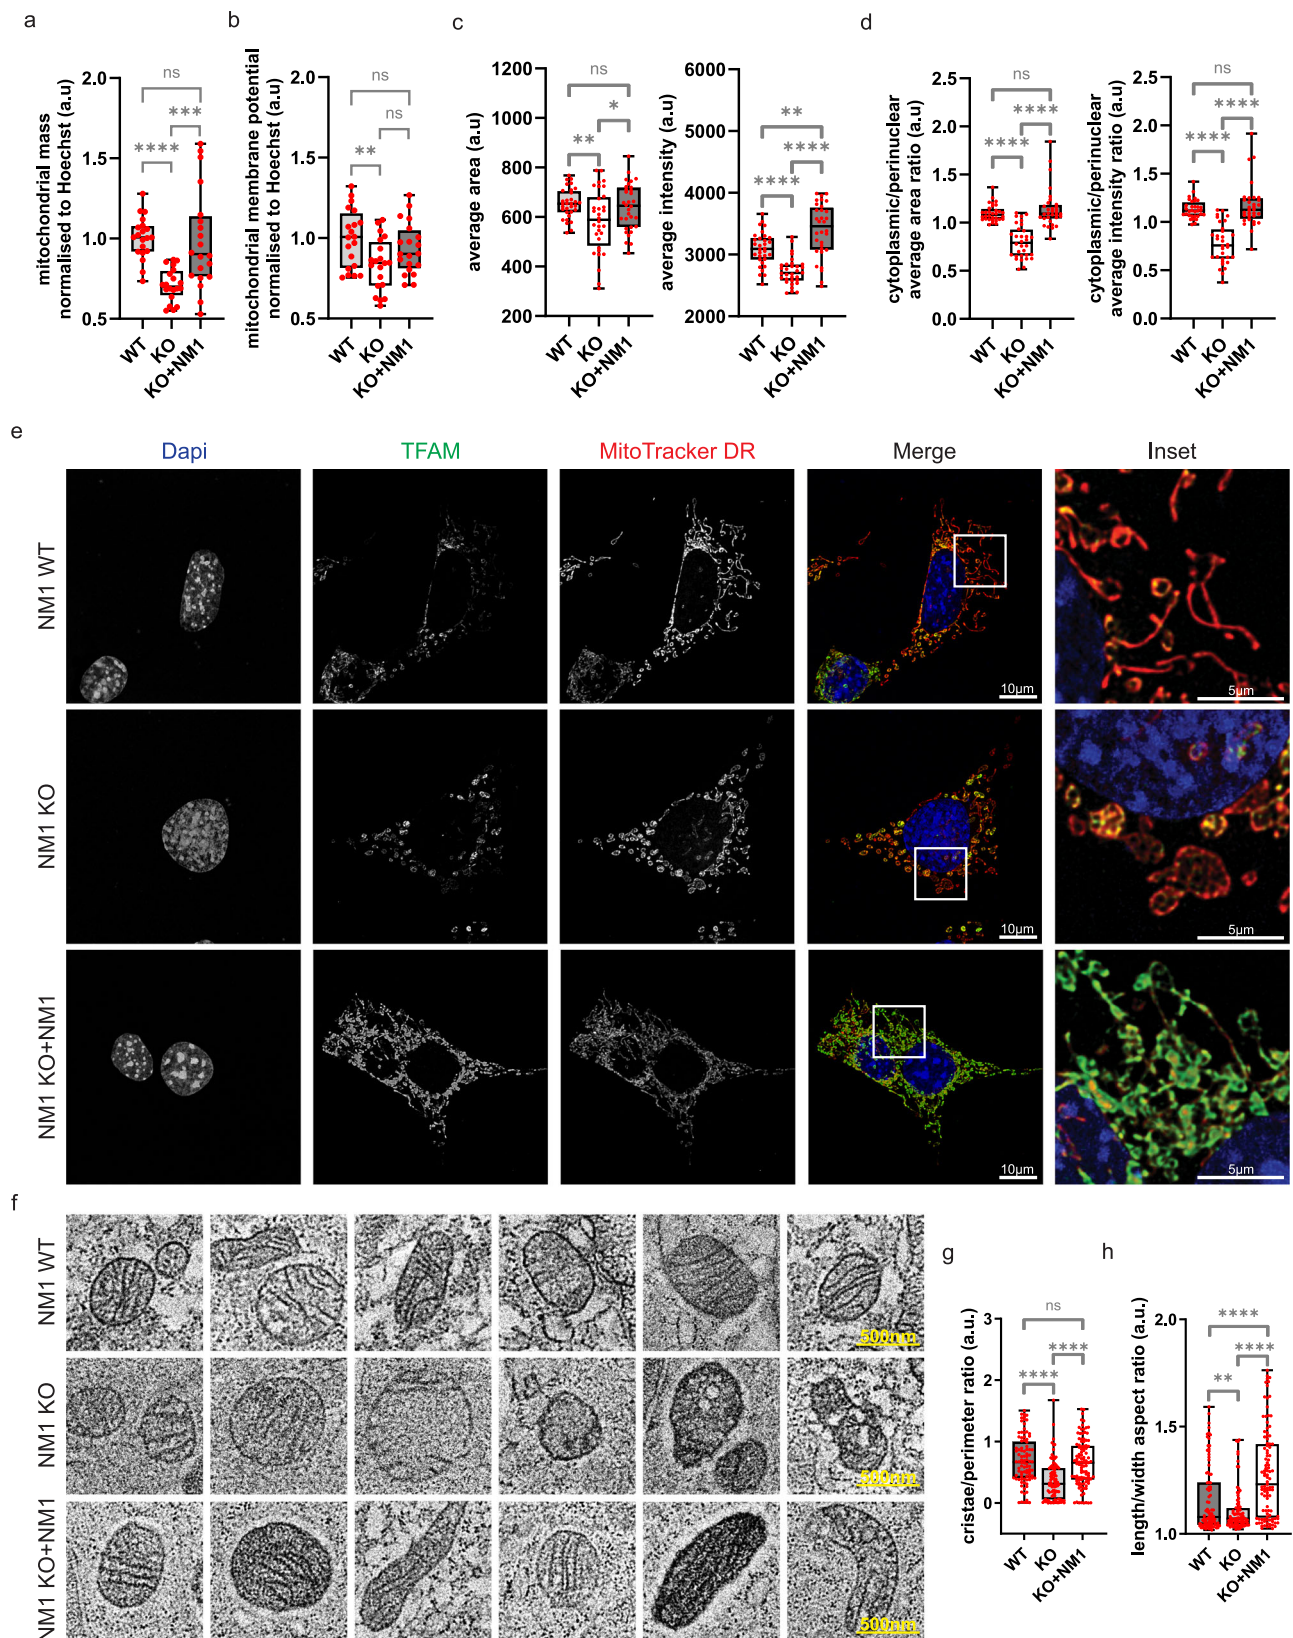 a
mitochondrial mass
normalised to Hoechst (a.u)
2.0
1.5
1.0
0.5
ns
***
****
WT
KO
KO+NM1
b
mitochondrial membrane potential
normalised to Hoechst (a.u)
2.0
1.5
1.0
0.5
ns
ns
**
WT
KO
KO+NM1
c
average area (a.u)
1200
1000
800
600
400
200
ns
*
**
WT
KO
KO+NM1
average intensity (a.u)
6000
5000
4000
3000
2000
**
****
****
WT
KO
KO+NM1
d
cytoplasmic/perinuclear
average area ratio (a.u)
2.5
2.0
1.5
1.0
0.5
0.0
ns
****
****
WT
KO
KO+NM1
cytoplasmic/perinuclear
average intensity ratio (a.u)
2.5
2.0
1.5
1.0
0.5
0.0
ns
****
****
WT
KO
KO+NM1
e
Dapi
TFAM
MitoTracker DR
Merge
Inset
NM1 WT
10µm
5µm
NM1 KO
10µm
5µm
NM1 KO+NM1
10µm
5µm
f
NM1 WT
500nm
NM1 KO
500nm
NM1 KO+NM1
500nm
g
cristae/perimeter ratio (a.u.)
3
2
1
0
ns
****
****
WT
KO
KO+NM1
h
length/width aspect ratio (a.u.)
2.0
1.5
1.0
****
****
**
WT
KO
KO+NM1